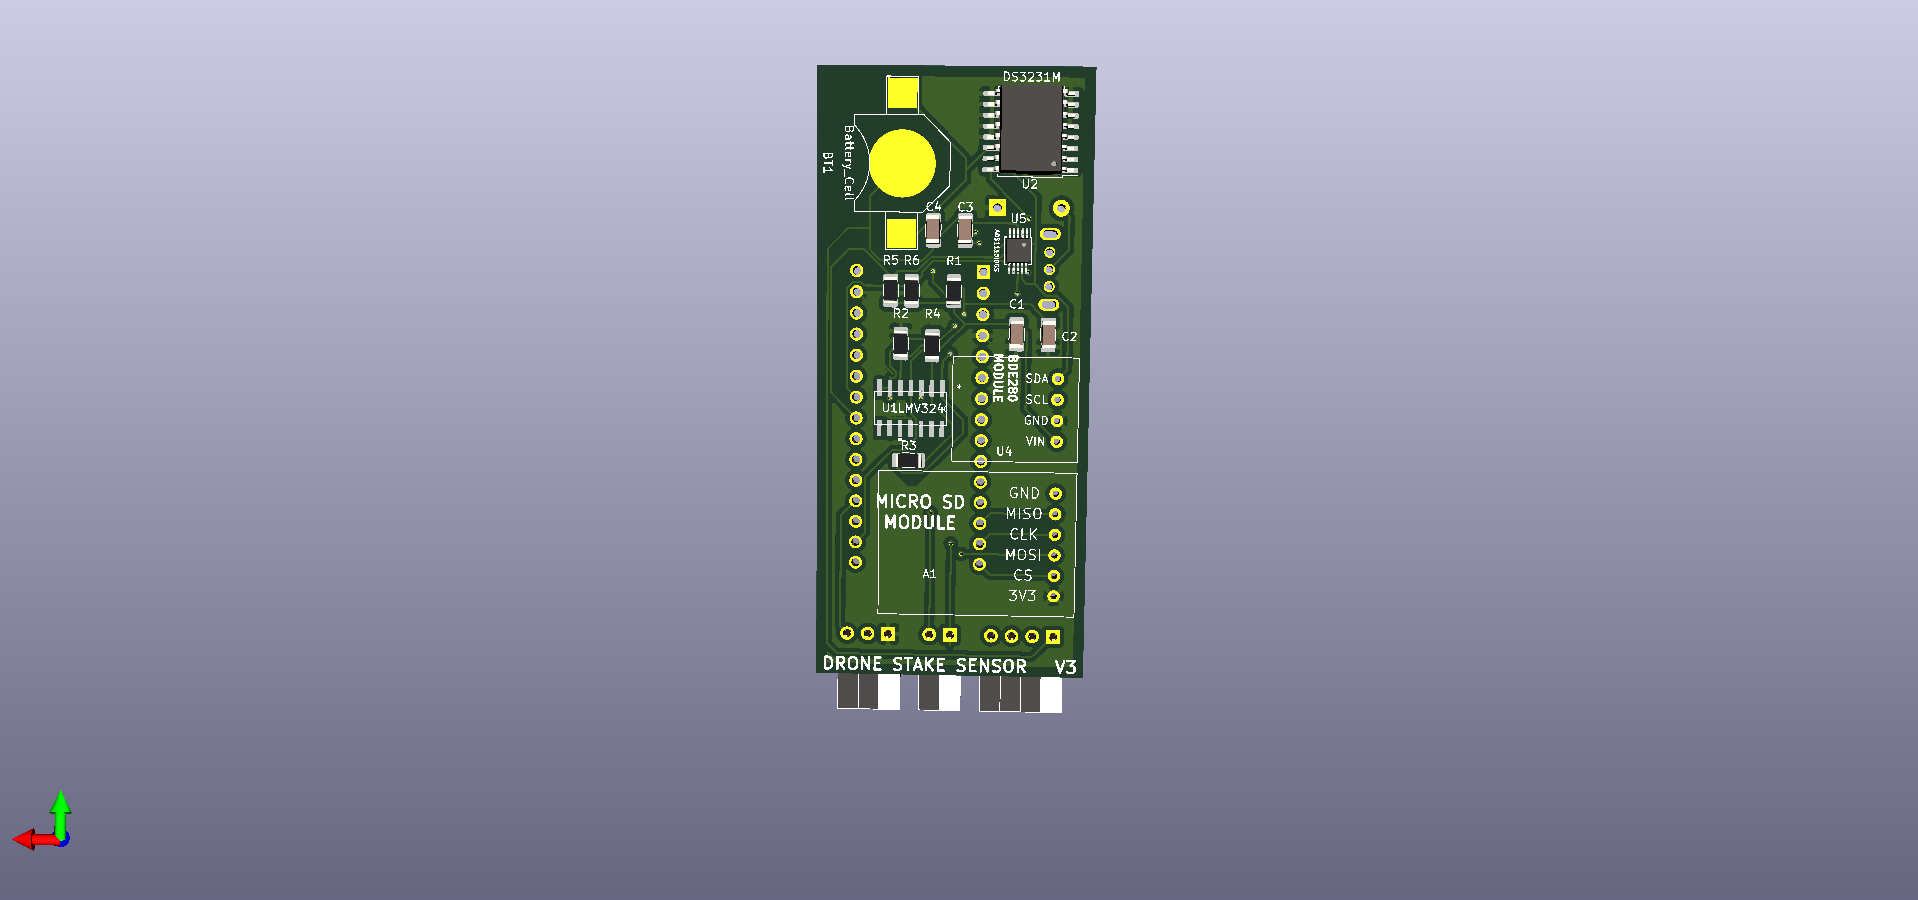 DS3231M
Battery_Cell
BT1
U2
C4
C3
U5
R5
R6
R1
C1
R2
R4
C2
BDE280
MODULE
SDA
SCL
GND
VIN
*
U1LMV324
R3
U4
MICRO SD
MODULE
GND
MISO
CLK
MOSI
CS
3V3
A1
DRONE STAKE SENSOR V3